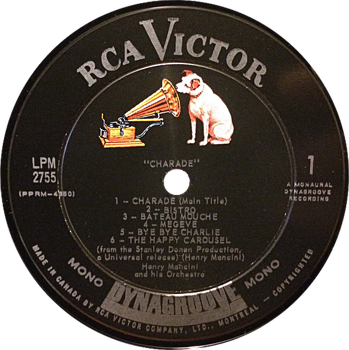 RCA VICTOR
LPM
2755
(PPRM-4350)
"CHARADE"
1
A MONAURAL
DYNAGROOVE
RECORDING
1 — CHARADE (Main Title)
2 — BISTRO
3 — BATEAU MOUCHE
4 — MEGEVE
5 — BYE BYE CHARLIE
6 — THE HAPPY CAROUSEL
(from the Stanley Donen Production,
a Universal release) (Henry Mancini)
Henry Mancini
and his Orchestra
MONO DYNAGROOVE MONO
MADE IN CANADA BY RCA VICTOR COMPANY, LTD., MONTREAL — COPYRIGHTED